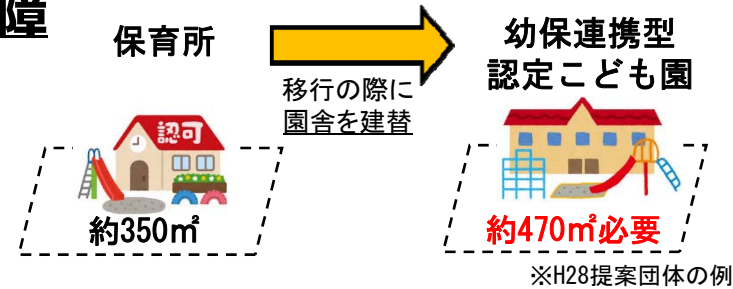 障
保育所
幼保連携型
認定こども園
移行の際に
園舎を建替
認可
約350㎡
約470㎡必要
※H28提案団体の例